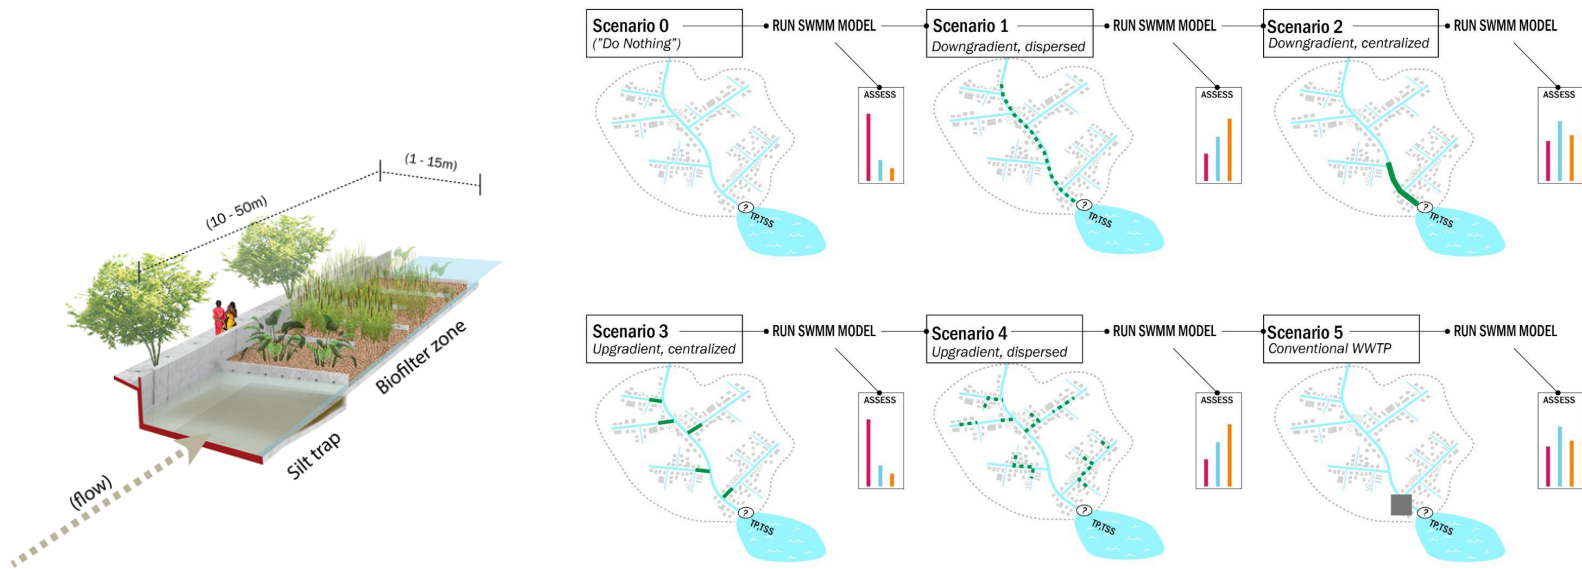 (1 - 15m)
(10 - 50m)
Biofilter zone
Silt trap
(flow)
Scenario 0
("Do Nothing")
RUN SWMM MODEL
ASSESS
?
TP,TSS
Scenario 1
Downgradient, dispersed
RUN SWMM MODEL
ASSESS
?
TP,TSS
Scenario 2
Downgradient, centralized
RUN SWMM MODEL
ASSESS
?
TP,TSS
Scenario 3
Upgradient, centralized
RUN SWMM MODEL
ASSESS
?
TP,TSS
Scenario 4
Upgradient, dispersed
RUN SWMM MODEL
ASSESS
?
TP,TSS
Scenario 5
Conventional WWTP
RUN SWMM MODEL
ASSESS
?
TP,TSS